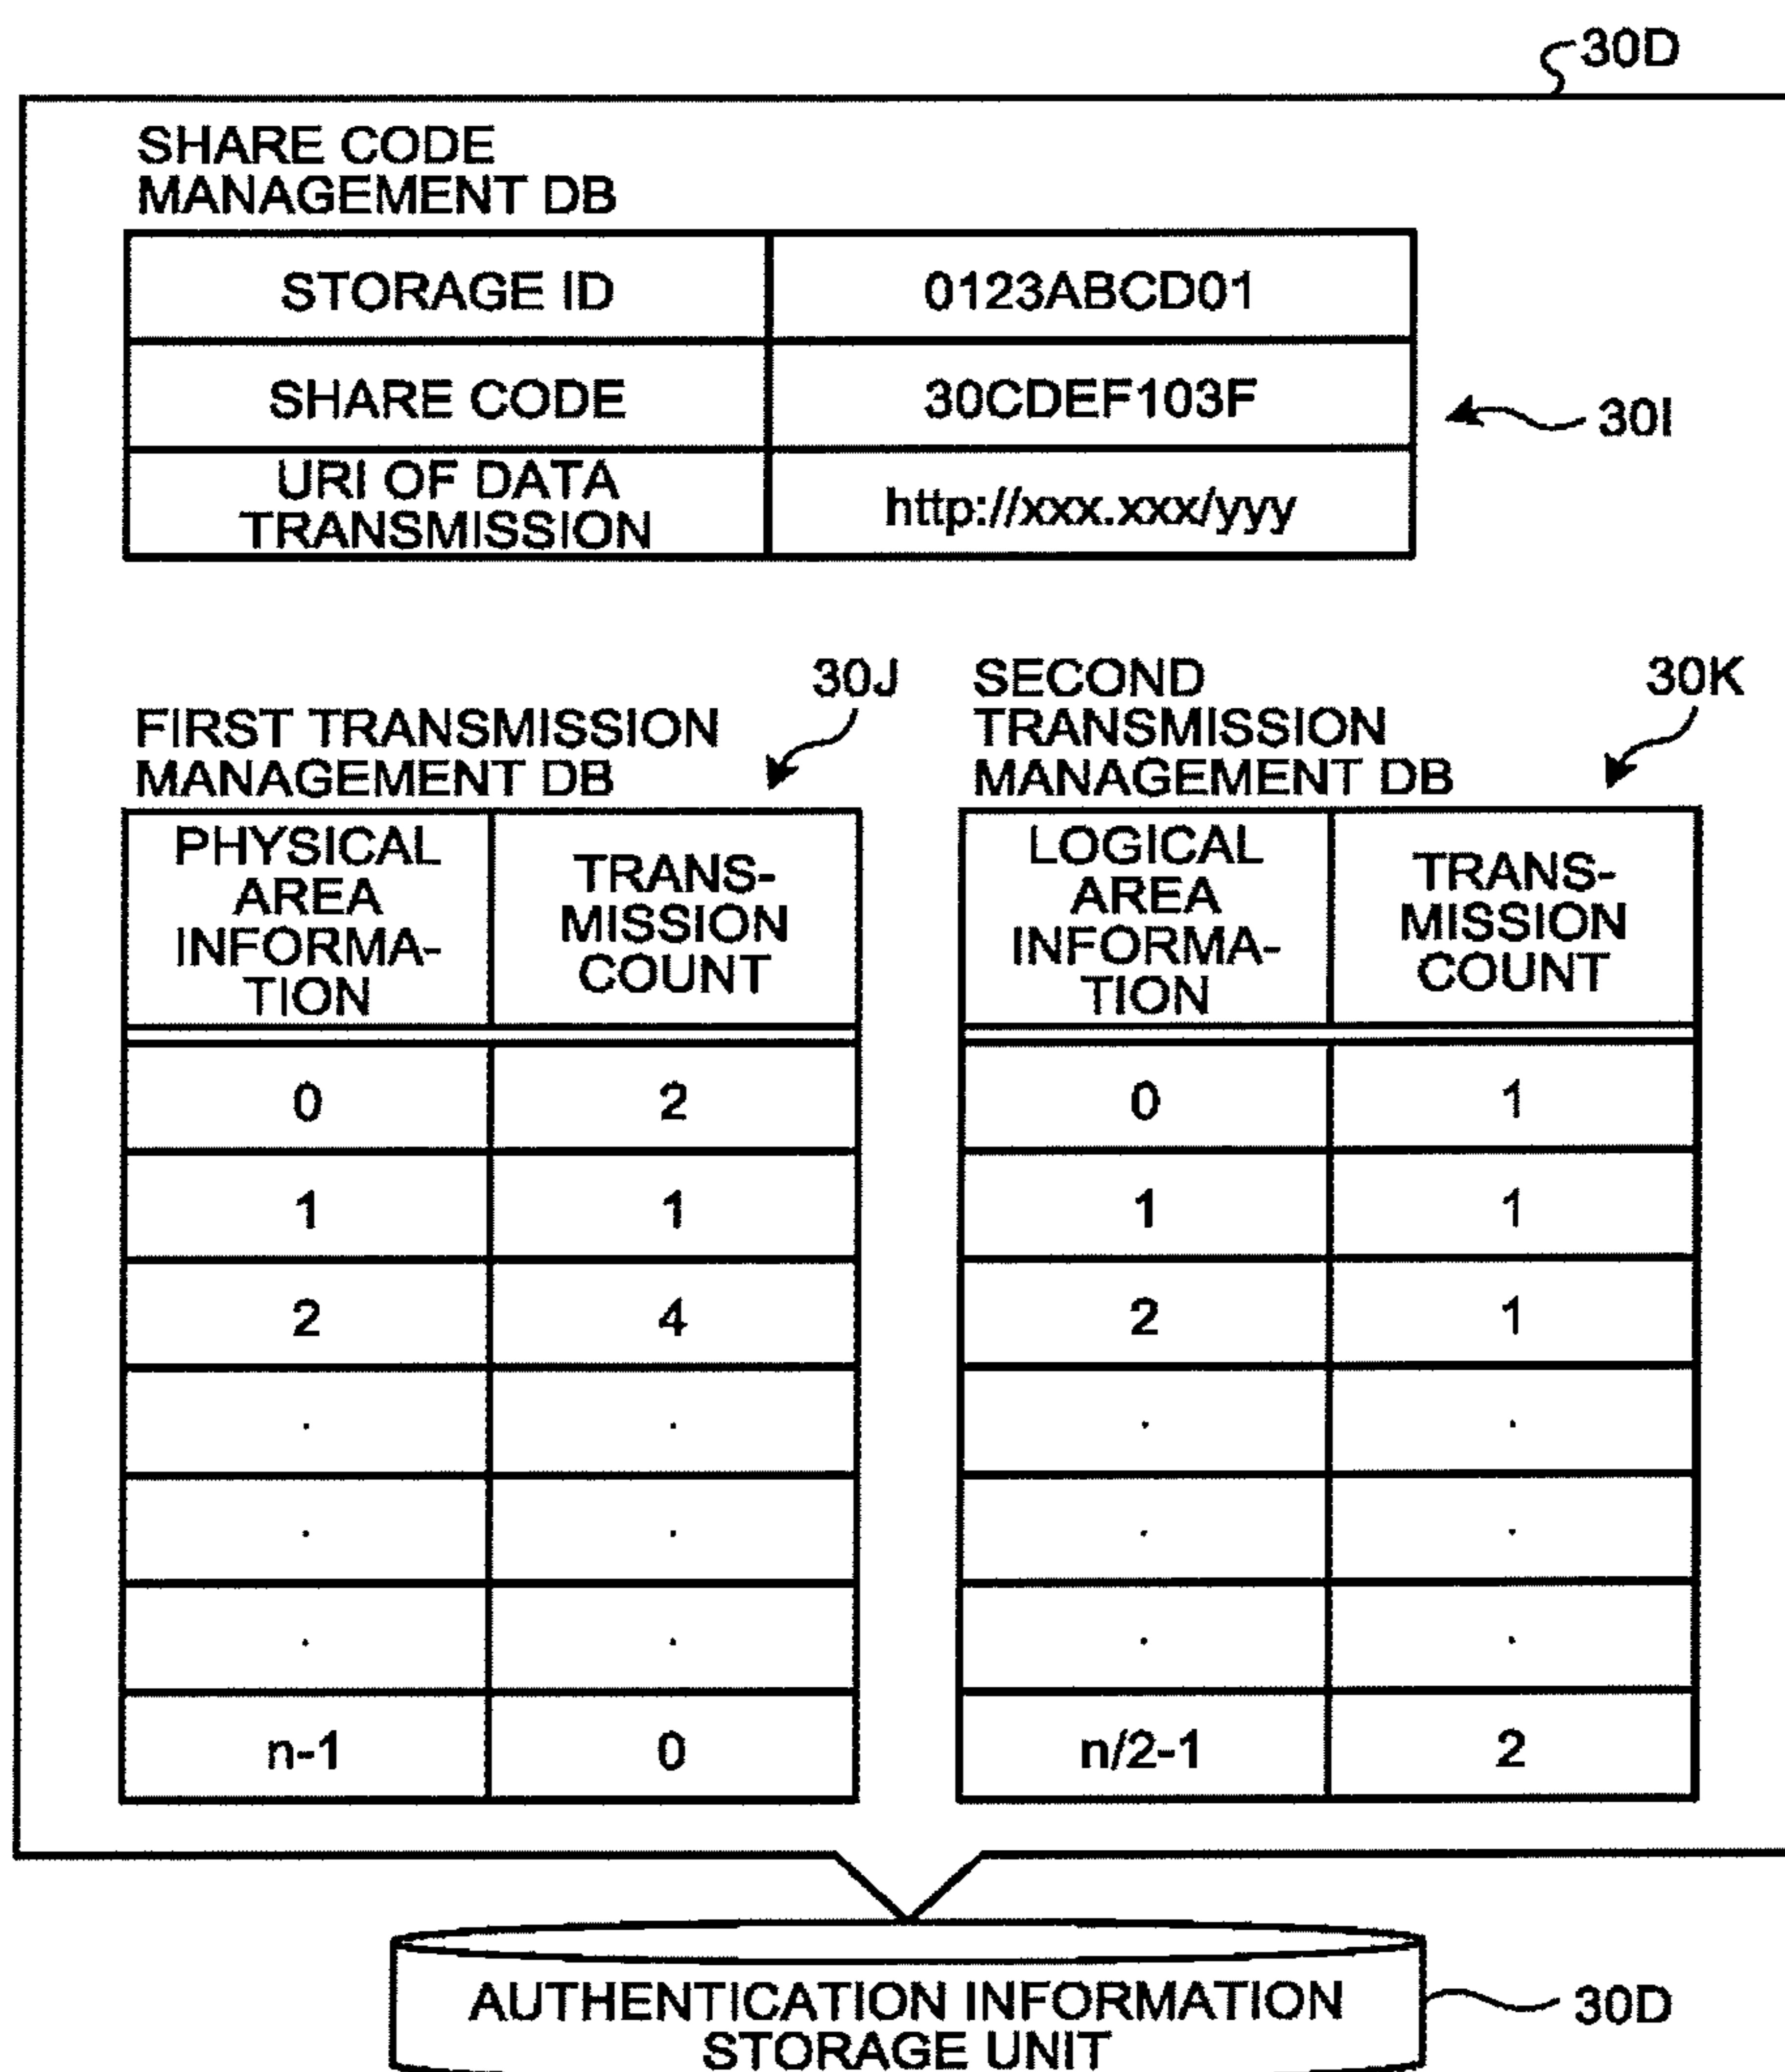 30D
SHARE CODE
MANAGEMENT DB
STORAGE ID 0123ABCD01
SHARE CODE 30CDEF103F
30I
URI OF DATA
TRANSMISSION http://xxx.xxx/yyy
30J
FIRST TRANSMISSION
MANAGEMENT DB
PHYSICAL
AREA
INFORMA-
TION
TRANS-
MISSION
COUNT
0 2
1 1
2 4
. .
. .
. .
n-1 0
30K
SECOND
TRANSMISSION
MANAGEMENT DB
LOGICAL
AREA
INFORMA-
TION
TRANS-
MISSION
COUNT
0 1
1 1
2 1
. .
. .
. .
n/2-1 2
AUTHENTICATION INFORMATION
STORAGE UNIT
30D